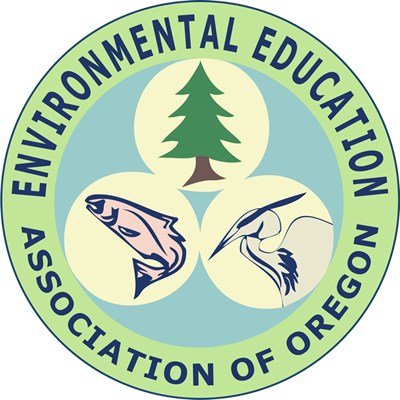 ENVIRONMENTAL EDUCATION
ASSOCIATION OF OREGON